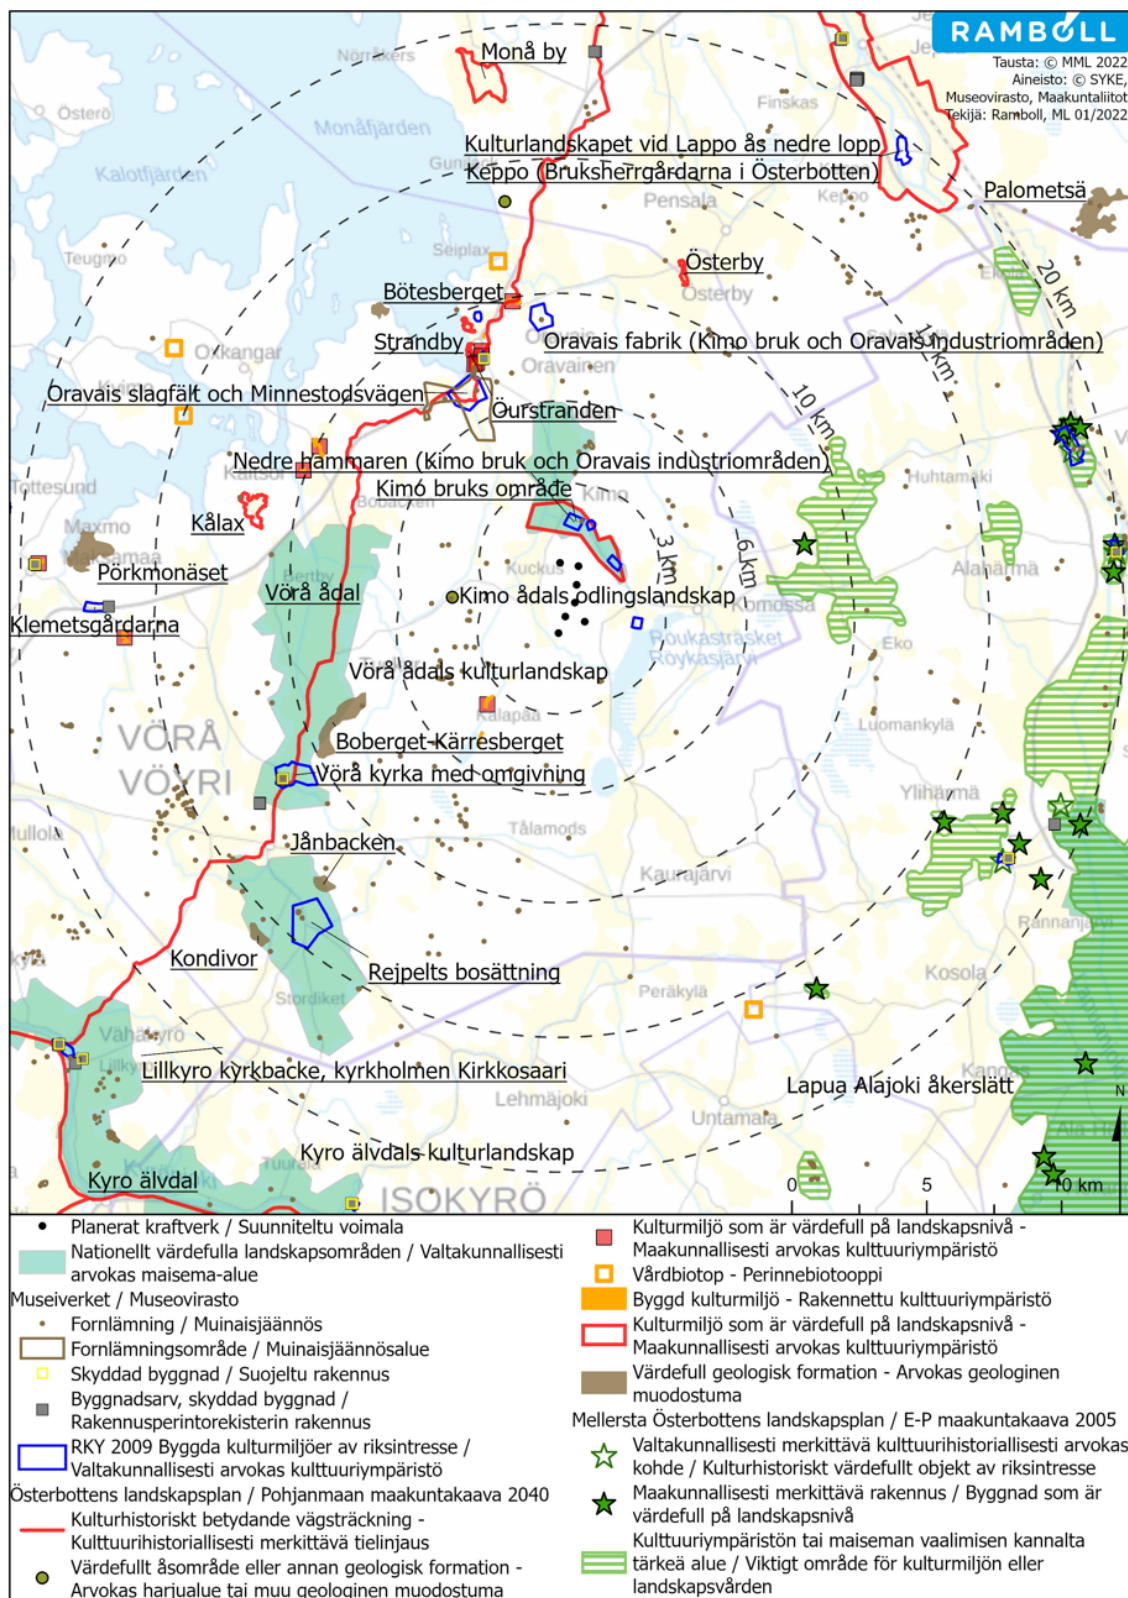 RAMBOLL
Tausta: © MML 2022
Aineisto: © SYKE,
Museovirasto, Maakuntaliitot
Tekijä: Ramboll, ML 01/2022
Nörråkers
Monå by
Österö
Finskas
Monåfjärden
Kalotfjärden
Kulturlandskapet vid Lappo ås nedre lopp
Keppo (Bruksherrgårdarna i Österbotten)
Keppo
Pensala
Palometsä
Teugmo
Seiplax
Österby
Österby
20 km
Ekola
Bötesberget
Oravais
Oravais fabrik (Kimo bruk och Oravais industriområden)
15 km
Strandby
Oravainen
Oxkangar
Kvimo
Oravais slagfält och Minnestodsvägen
Öurstranden
10 km
Nedre hammaren (Kimo bruk och Oravais industriområden)
Kimo bruks område
Kimo
Kaitsor
Tottesund
Bobacken
Huhtamäki
Maxmo
Kålax
Pörkmonäset
Kuckus
3 km
6 km
Alahärmä
Bertby
Vörå ådal
Kimo ådals odlingslandskap
Komossa
Klemetsgårdarna
Röukasträsket
Röykasjärvi
Eko
Vörå ådals kulturlandskap
Kalapää
Luomankylä
VÖRÅ
VÖYRI
Boberget-Kärresberget
Vörå kyrka med omgivning
Ylihärmä
Tålamods
Jånbacken
Kaurajärvi
Rannanjärvi
Kondivor
Rejpelts bosättning
Kosola
Stordiket
Peräkylä
Vähäkyrö
Lillkyro kyrkbacke, kyrkholmen Kirkkosaari
Lapua Alajoki åkerslätt
Lehmäjoki
Untamala
N
Kyro älvdals kulturlandskap
Tuurala
Kyro älvdal
ISOKYRÖ
0 5 10 km
Planerat kraftverk / Suunniteltu voimala
Nationellt värdefulla landskapsområden / Valtakunnallisesti
arvokas maisema-alue
Museiverket / Museovirasto
Fornlämning / Muinaisjäännös
Fornlämningsområde / Muinaisjäännösalue
Skyddad byggnad / Suojeltu rakennus
Byggnadsarv, skyddad byggnad /
Rakennusperintorekisterin rakennus
RKY 2009 Byggda kulturmiljöer av riksintresse /
Valtakunnallisesti arvokas kulttuuriympäristö
Österbottens landskapsplan / Pohjanmaan maakuntakaava 2040
Kulturhistoriskt betydande vägsträckning -
Kulttuurihistoriallisesti merkittävä tielinjaus
Värdefullt åsområde eller annan geologisk formation -
Arvokas harjualue tai muu geologinen muodostuma
Kulturmiljö som är värdefull på landskapsnivå -
Maakunnallisesti arvokas kulttuuriympäristö
Vårdbiotop - Perinnebiotooppi
Byggd kulturmiljö - Rakennettu kulttuuriympäristö
Kulturmiljö som är värdefull på landskapsnivå -
Maakunnallisesti arvokas kulttuuriympäristö
Värdefull geologisk formation - Arvokas geologinen
muodostuma
Mellersta Österbottens landskapsplan / E-P maakuntakaava 2005
Valtakunnallisesti merkittävä kulttuurihistoriallisesti arvokas
kohde / Kulturhistoriskt värdefullt objekt av riksintresse
Maakunnallisesti merkittävä rakennus / Byggnad som är
värdefull på landskapsnivå
Kulttuuriympäristön tai maiseman vaalimisen kannalta
tärkeä alue / Viktigt område för kulturmiljön eller
landskapsvården